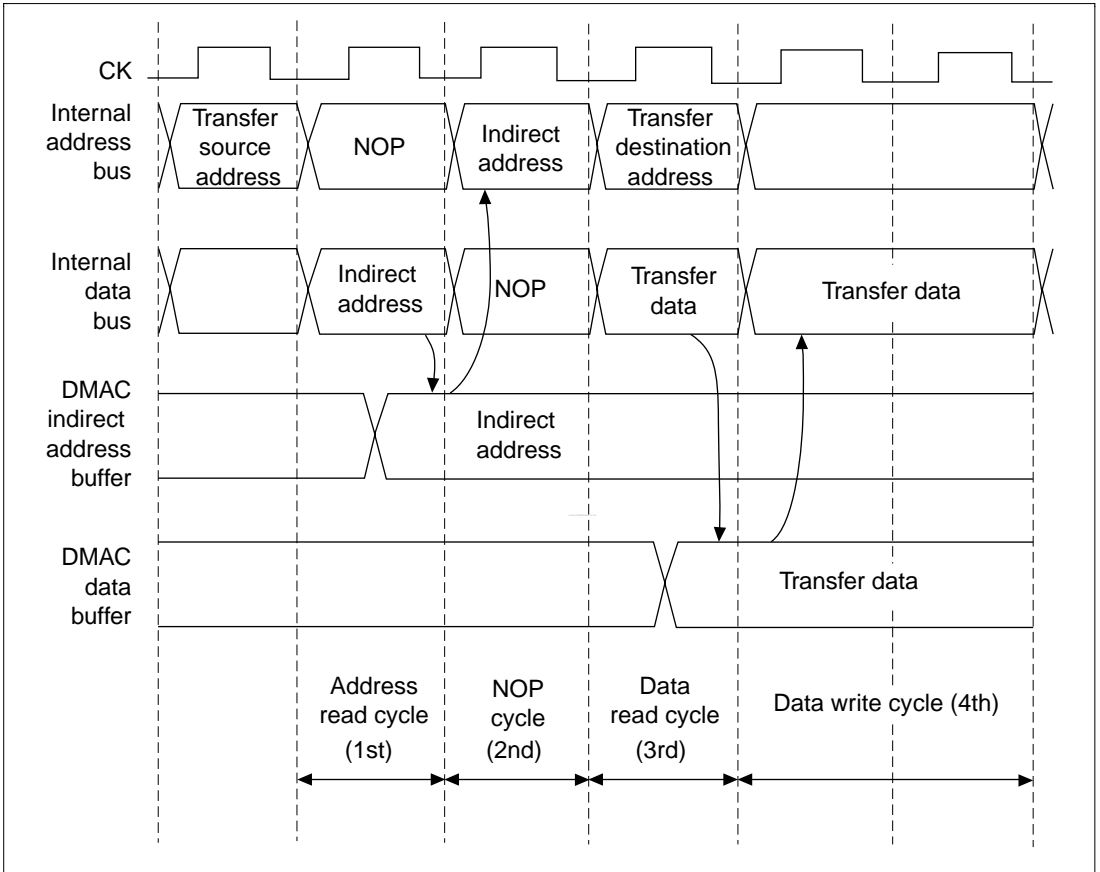 CK
Internal
address
bus
Transfer
source
address
NOP
Indirect
address
Transfer
destination
address
Internal
data
bus
Indirect
address
NOP
Transfer
data
Transfer data
DMAC
indirect
address
buffer
Indirect
address
DMAC
data
buffer
Transfer data
Address
read cycle
(1st)
NOP
cycle
(2nd)
Data
read cycle
(3rd)
Data write cycle (4th)